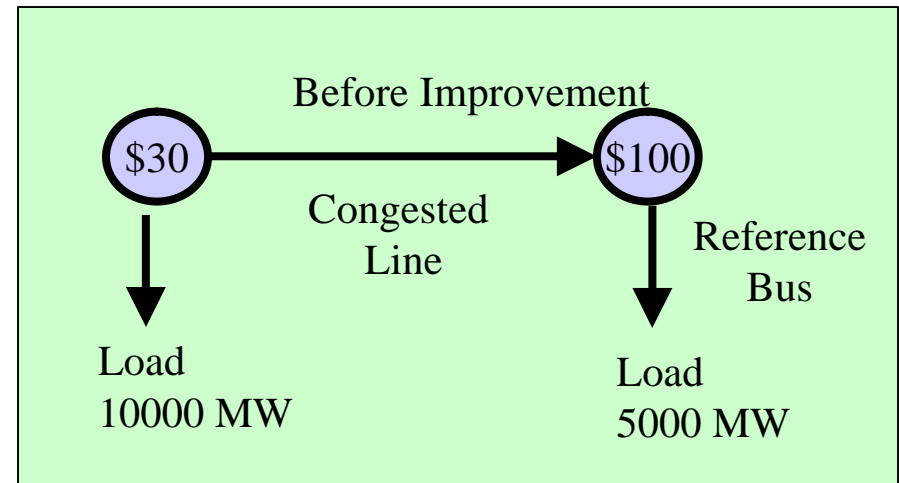 Before Improvement
$30
$100
Congested
Line
Reference
Bus
Load
10000 MW
Load
5000 MW